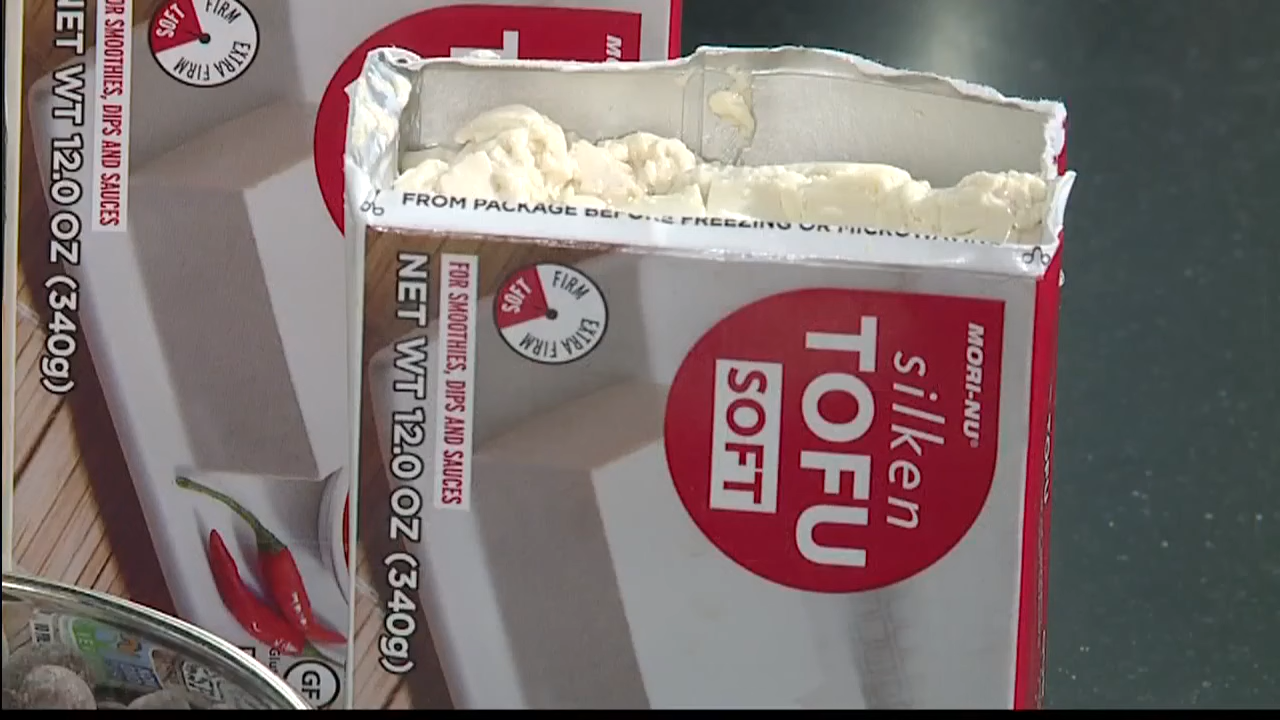 FROM PACKAGE BEFORE FREEZING OR MICROWAVING
MORI-NU®
silken
TOFU
SOFT
SOFT
FIRM
EXTRA FIRM
FOR SMOOTHIES, DIPS AND SAUCES
NET WT 12.0 OZ (340g)
SOFT
FIRM
EXTRA FIRM
OR SMOOTHIES, DIPS AND SAUCES
NET WT 12.0 OZ (340g)
GF